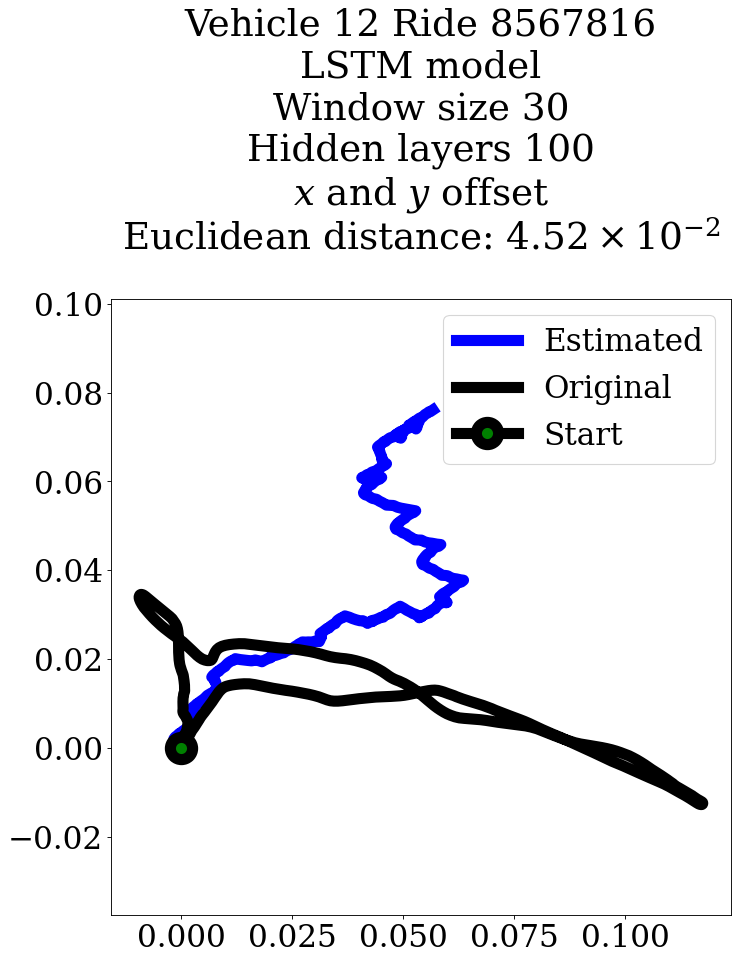 Vehicle 12 Ride 8567816
LSTM model
Window size 30
Hidden layers 100
x and y offset
Euclidean distance: 4.52 × 10⁻²
0.10
0.08
0.06
0.04
0.02
0.00
−0.02
Estimated
Original
Start
0.000 0.025 0.050 0.075 0.100